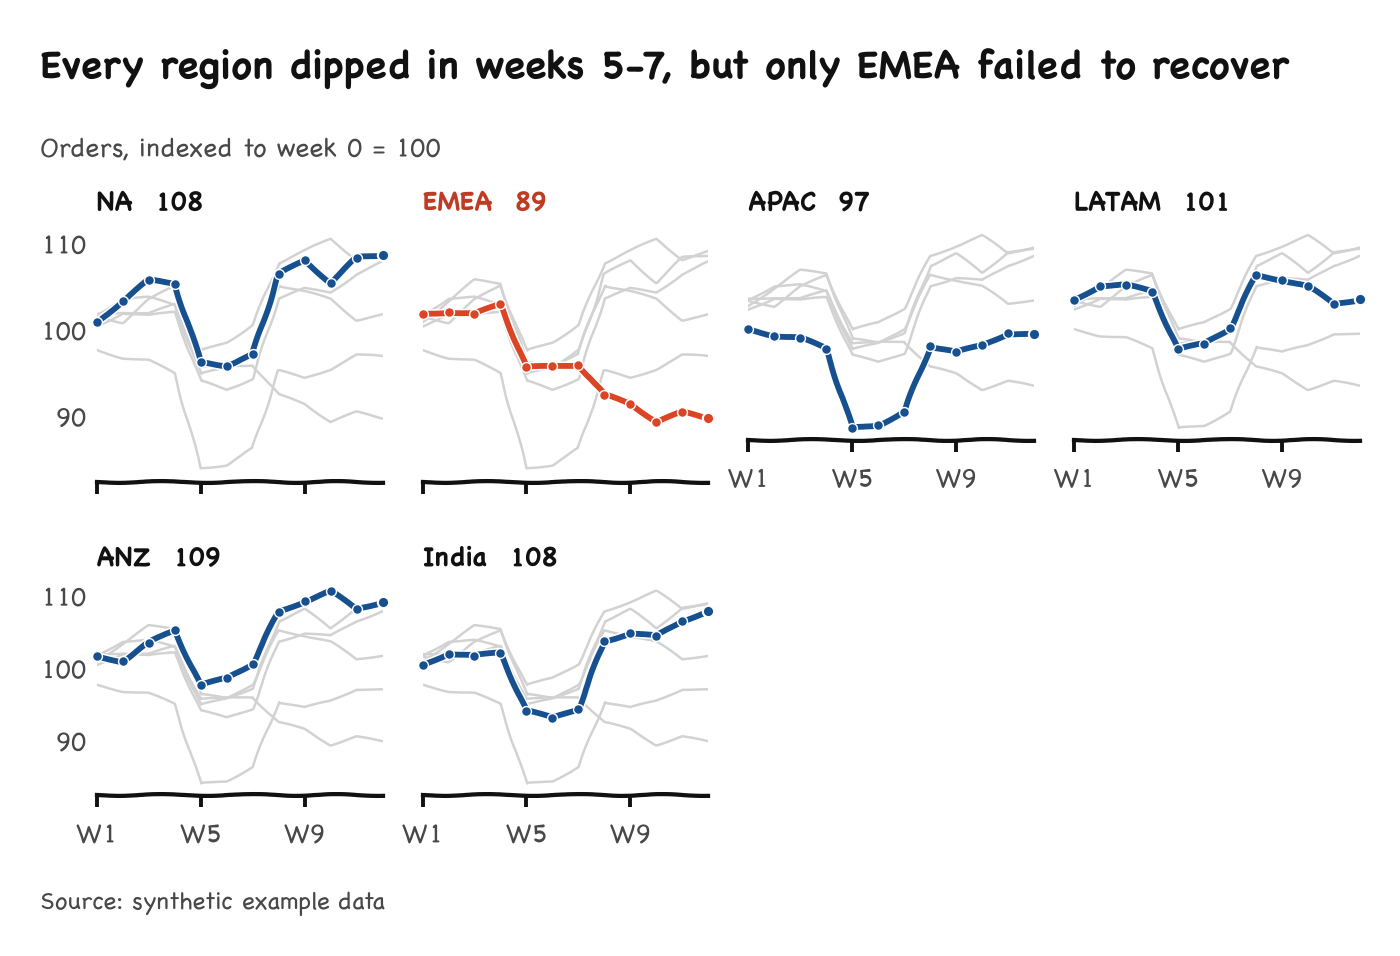 Every region dipped in weeks 5–7, but only EMEA failed to recover
Orders, indexed to week 0 = 100
NA 108
EMEA 89
APAC 97
LATAM 101
110
100
90
W1 W5 W9
W1 W5 W9
ANZ 109
India 108
110
100
90
W1 W5 W9
W1 W5 W9
Source: synthetic example data